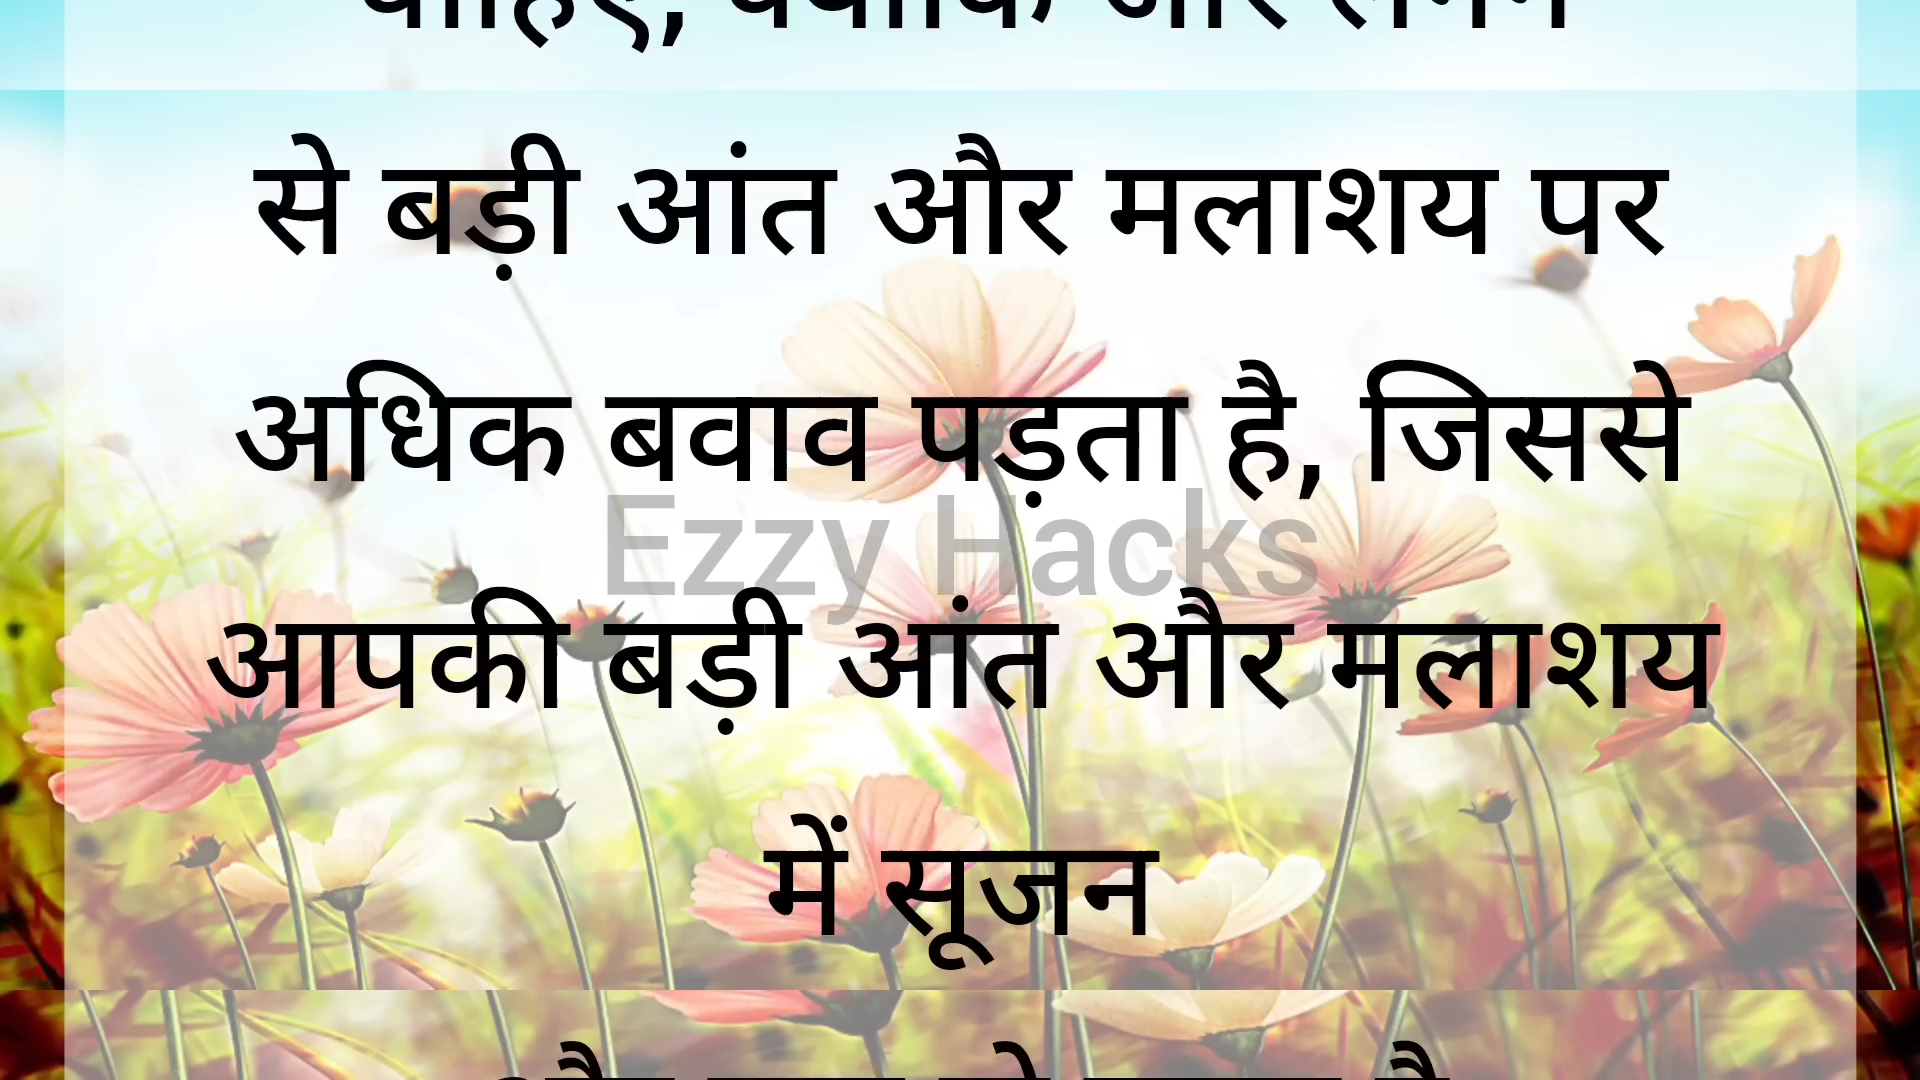 से बड़ी आंत और मलाशय पर
अधिक बवाव पड़ता है, जिससे
Ezzy Hacks
आपकी बड़ी आंत और मलाशय
में सूजन